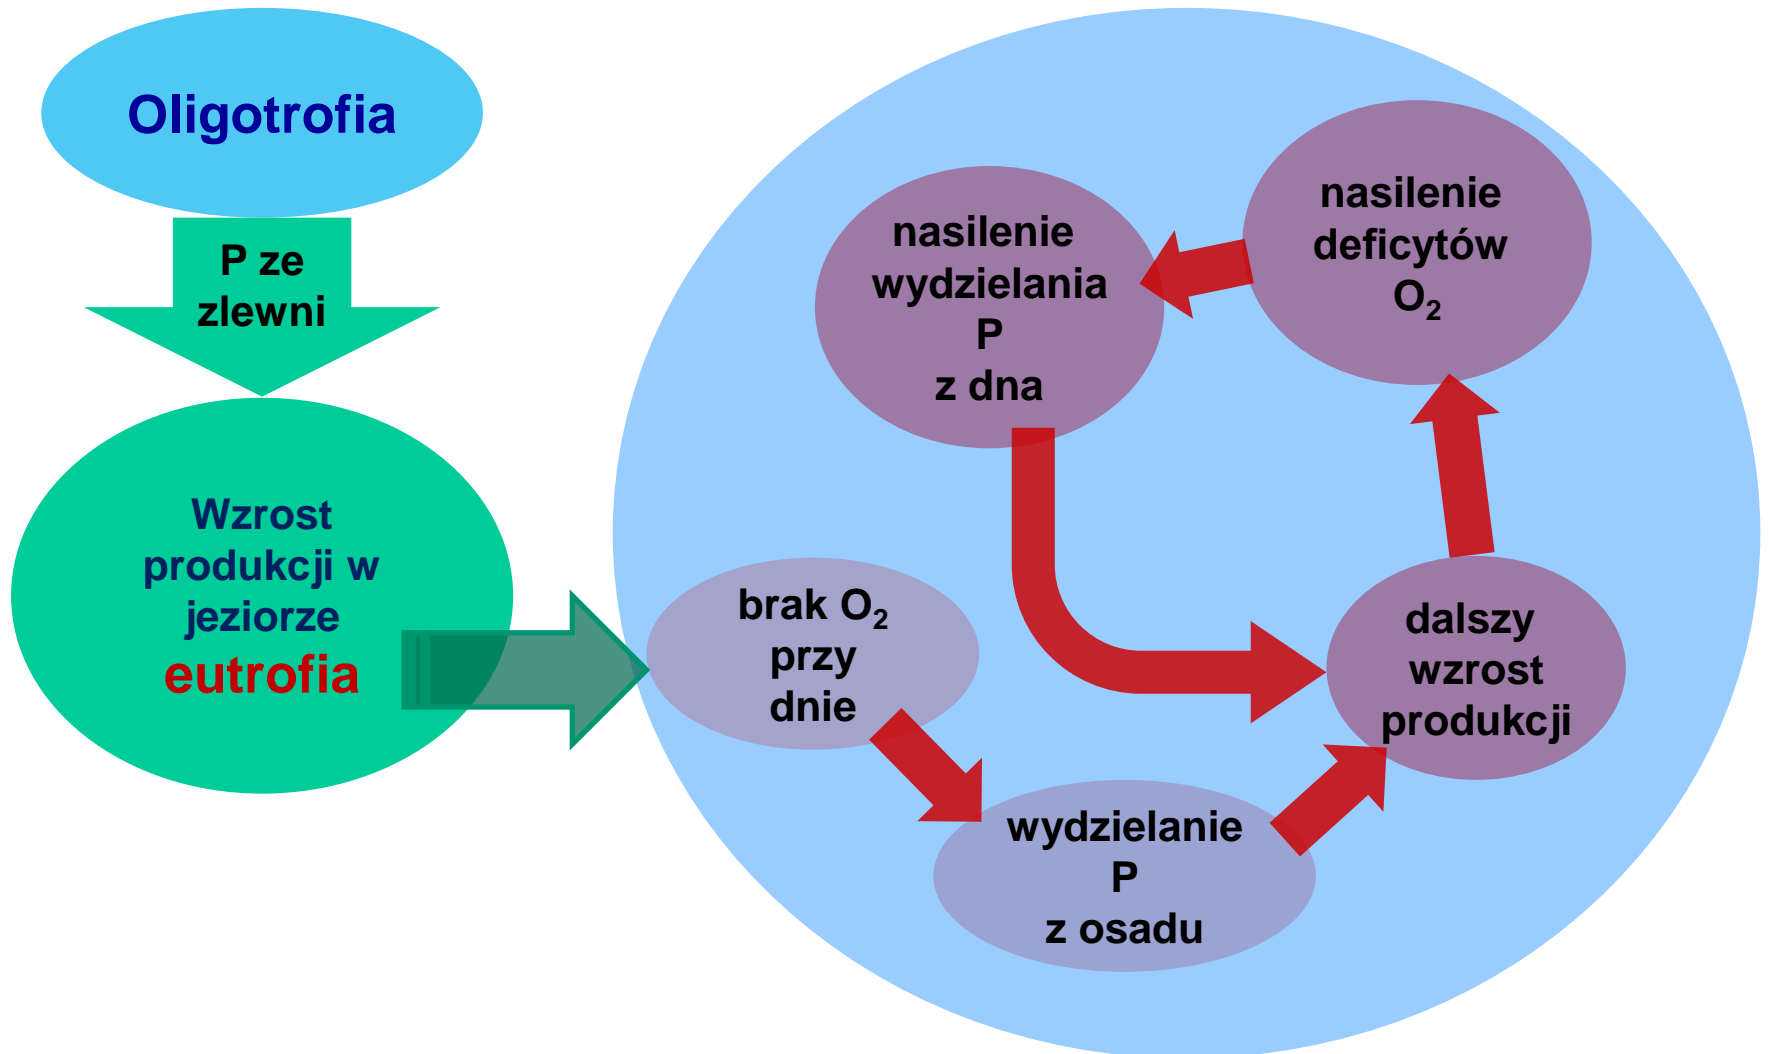 Oligotrofia
P ze
zlewni
Wzrost
produkcji w
jeziorze
eutrofia
brak O₂
przy
dnie
wydzielanie
P
z osadu
dalszy
wzrost
produkcji
nasilenie
deficytów
O₂
nasilenie
wydzielania
P
z dna